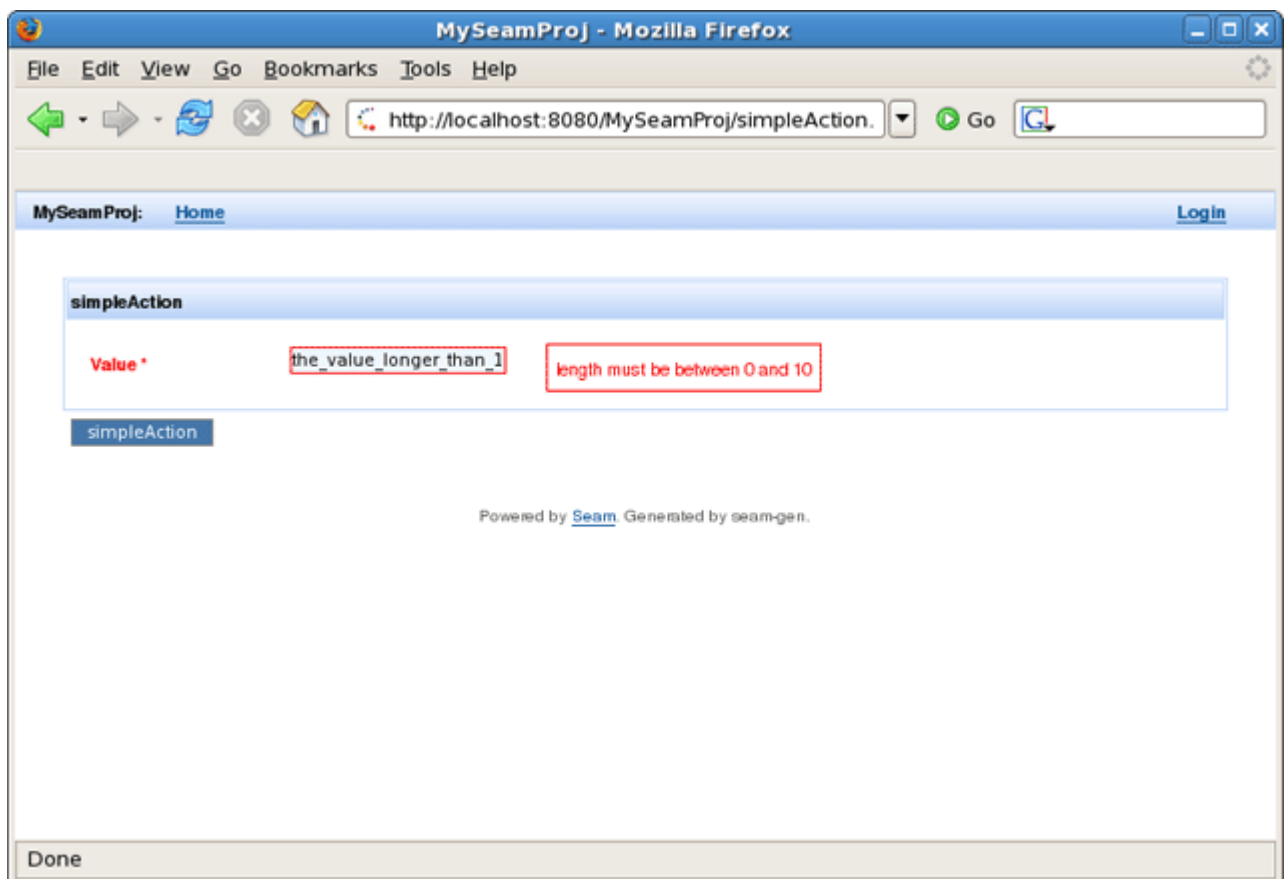 MySeamProj - Mozilla Firefox
File Edit View Go Bookmarks Tools Help
http://localhost:8080/MySeamProj/simpleAction. Go G
MySeamProj: Home Login
simpleAction
Value * the_value_longer_than_1 length must be between 0 and 10
simpleAction
Powered by Seam. Generated by seam-gen.
Done